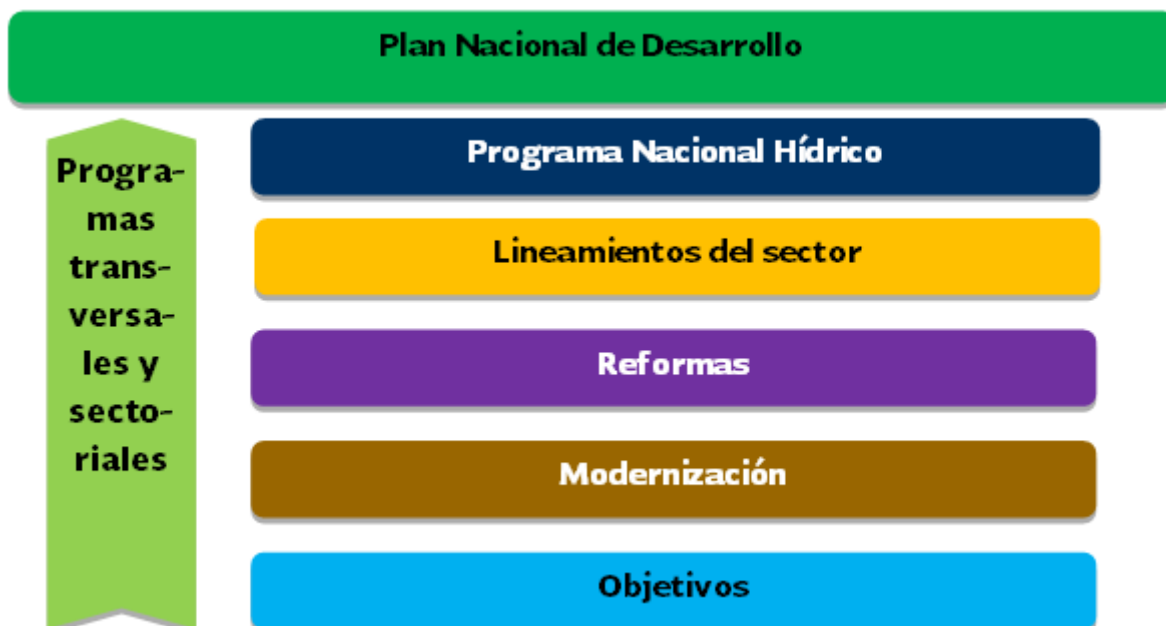 Plan Nacional de Desarrollo
Progra-
mas
trans-
versa-
les y
secto-
riales
Programa Nacional Hídrico
Lineamientos del sector
Reformas
Modernización
Objetivos